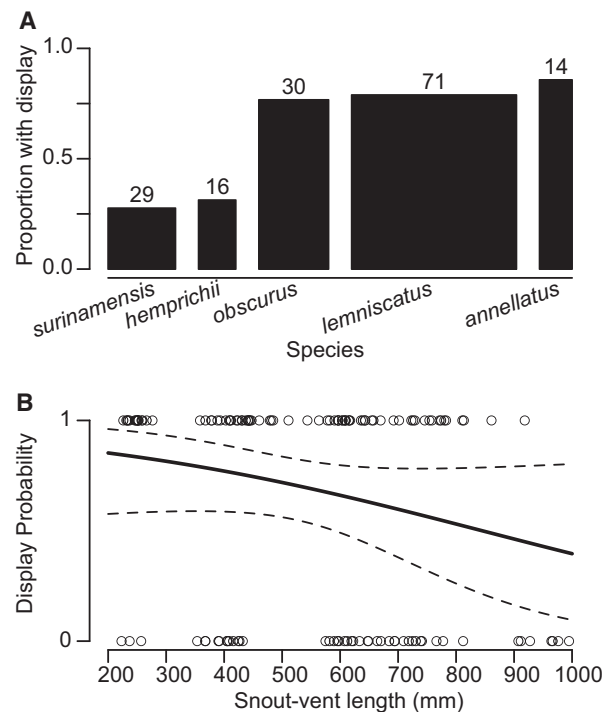 A
Proportion with display
1.0
0.5
0.0
29
16
30
71
14
surinamensis
hemprichii
obscurus
lemniscatus
annellatus
Species
B
Display Probability
1
0
200 300 400 500 600 700 800 900 1000
Snout-vent length (mm)